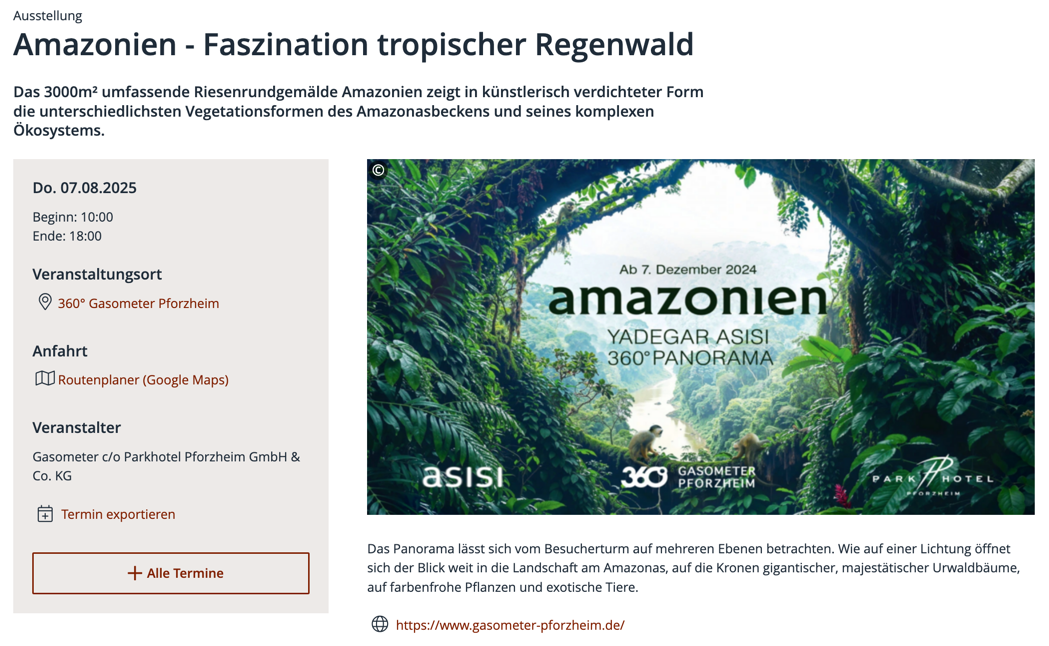 Ausstellung
Amazonien - Faszination tropischer Regenwald
Das 3000m² umfassende Riesenrundgemälde Amazonien zeigt in künstlerisch verdichteter Form
die unterschiedlichsten Vegetationsformen des Amazonasbeckens und seines komplexen
Ökosystems.
Do. 07.08.2025
Beginn: 10:00
Ende: 18:00
Veranstaltungsort
360° Gasometer Pforzheim
Anfahrt
Routenplaner (Google Maps)
Veranstalter
Gasometer c/o Parkhotel Pforzheim GmbH &
Co. KG
Termin exportieren
+ Alle Termine
©
Ab 7. Dezember 2024
amazonien
YADEGAR ASISI
360° PANORAMA
asisi
360° GASOMETER
PFORZHEIM
PARK HOTEL
PFORZHEIM
Das Panorama lässt sich vom Besucherturm auf mehreren Ebenen betrachten. Wie auf einer Lichtung öffnet
sich der Blick weit in die Landschaft am Amazonas, auf die Kronen gigantischer, majestätischer Urwaldbäume,
auf farbenfrohe Pflanzen und exotische Tiere.
https://www.gasometer-pforzheim.de/